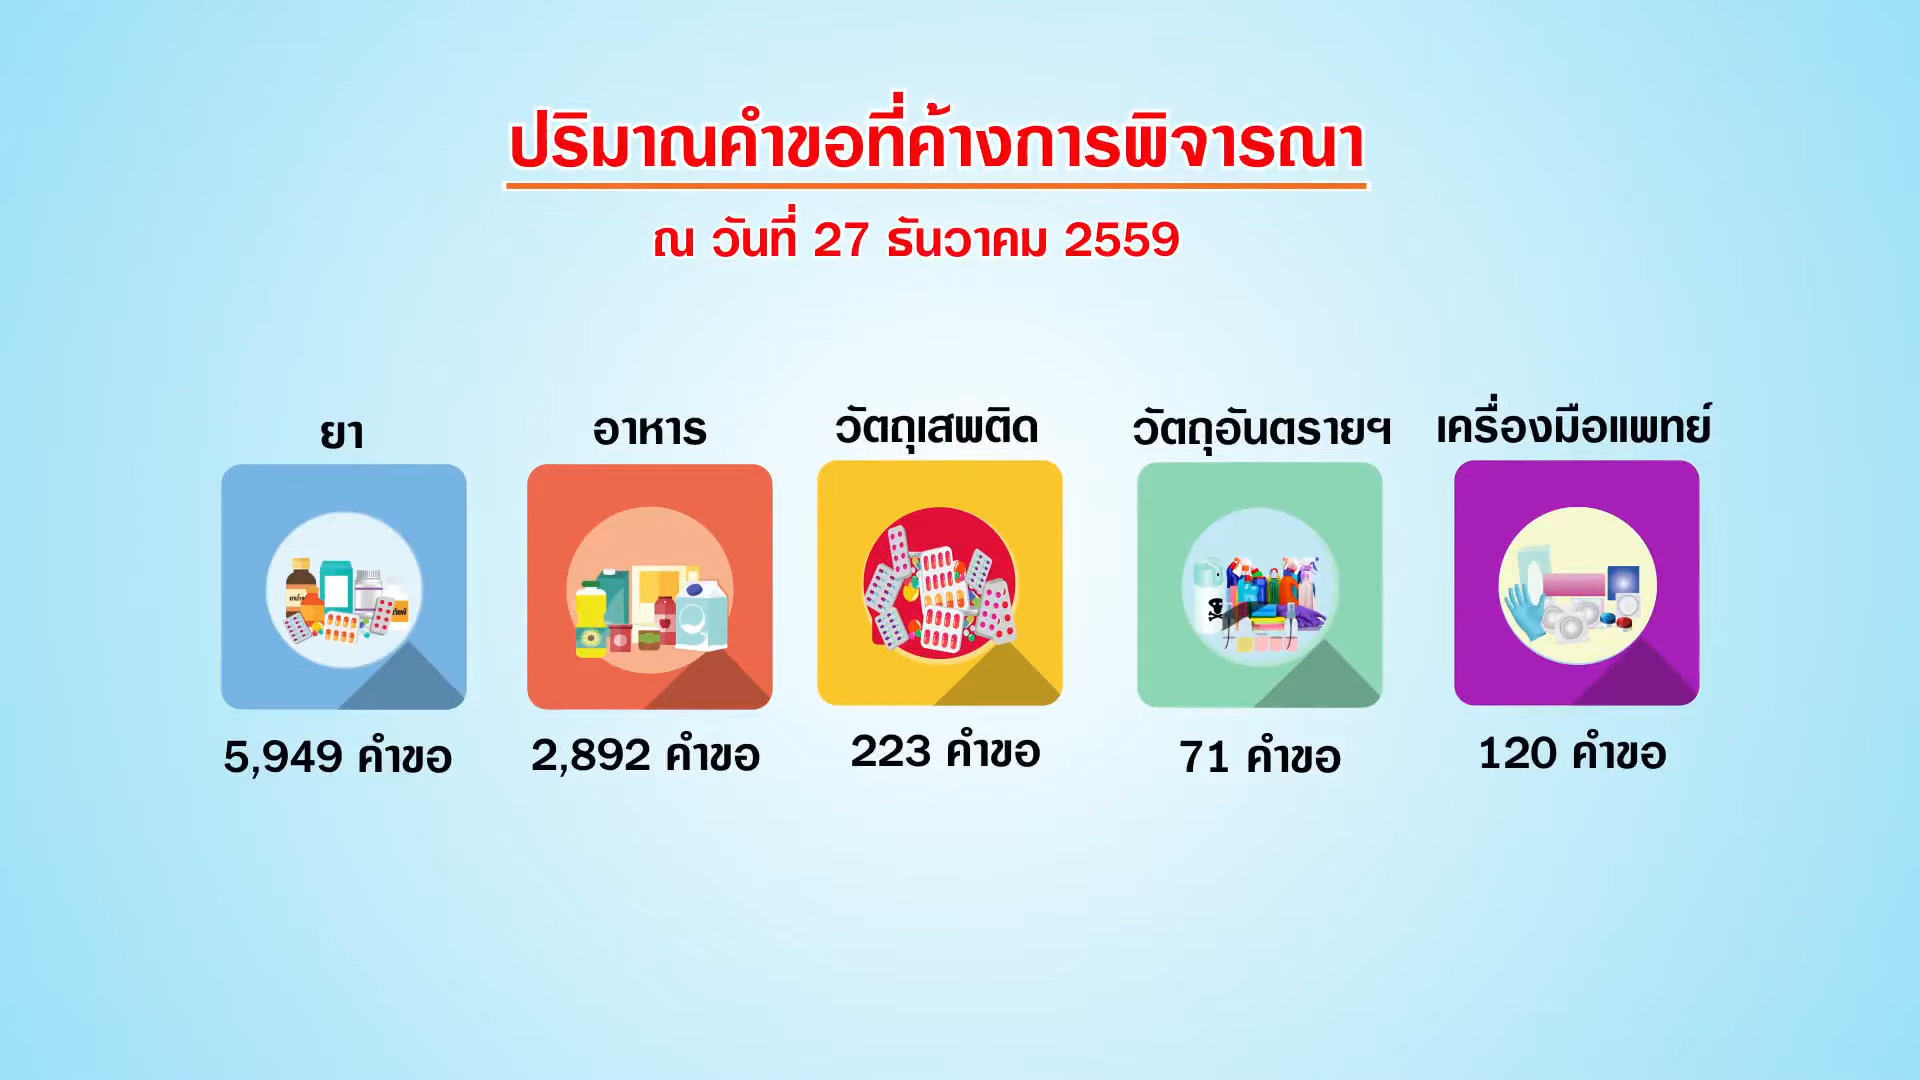 ปริมาณคำขอที่ค้างการพิจารณา
ณ วันที่ 27 ธันวาคม 2559
ยา อาหาร วัตถุเสพติด วัตถุอันตรายฯ เครื่องมือแพทย์
5,949 คำขอ 2,892 คำขอ 223 คำขอ 71 คำขอ 120 คำขอ